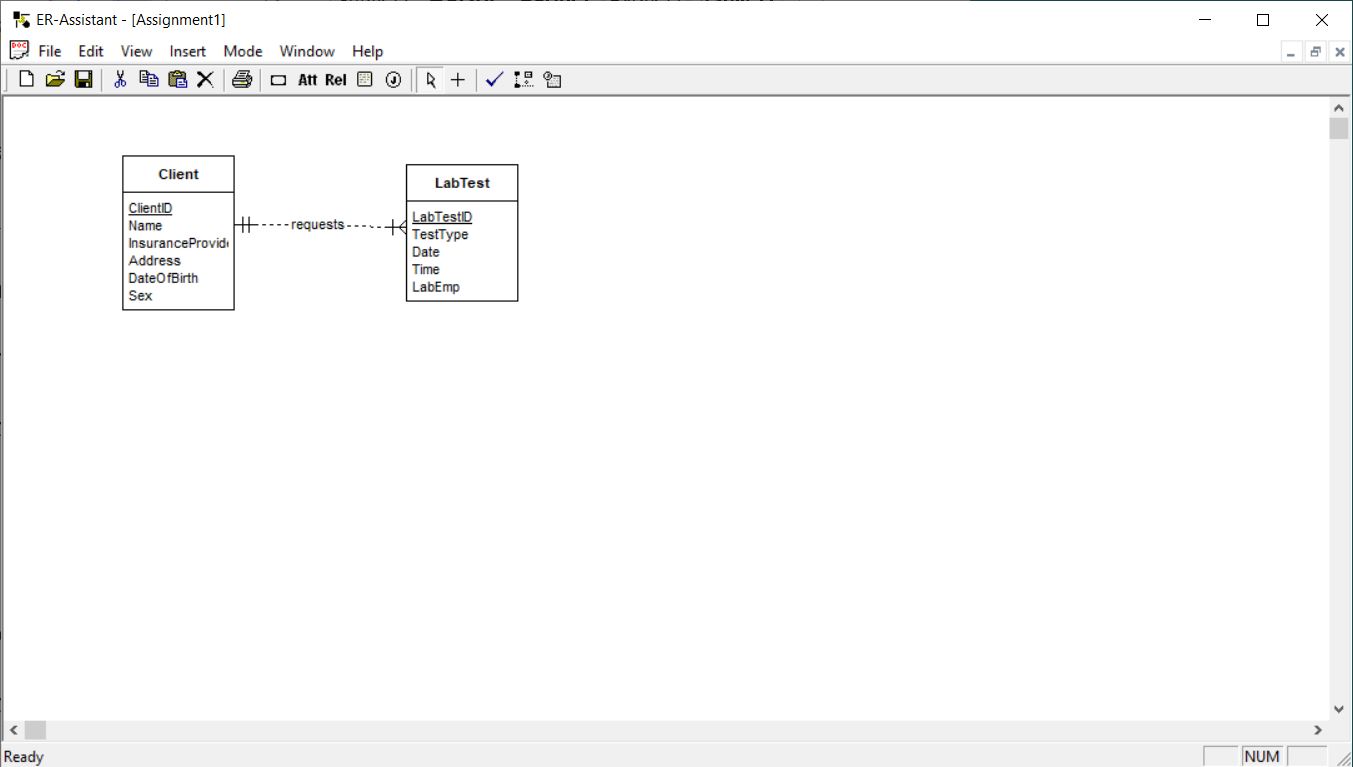 ER-Assistant - [Assignment1]
File Edit View Insert Mode Window Help
Att Rel
Client
ClientID
Name
InsuranceProvide
Address
DateOfBirth
Sex
requests
LabTest
LabTestID
TestType
Date
Time
LabEmp
Ready
NUM